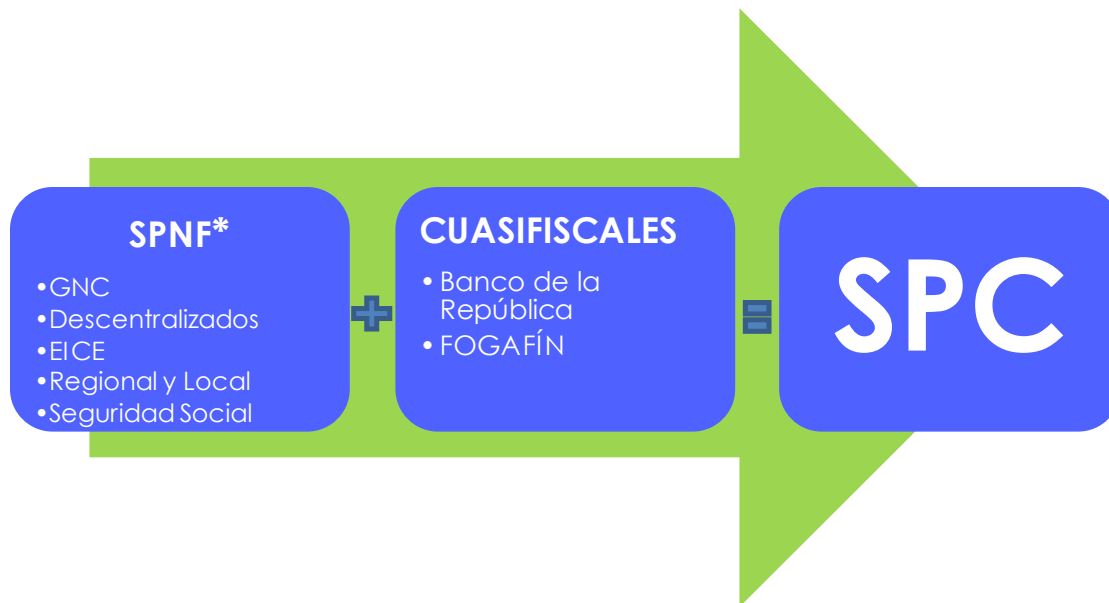 SPNF*
•GNC
•Descentralizados
•EICE
•Regional y Local
•Seguridad Social
CUASIFISCALES
• Banco de la
República
• FOGAFÍN
SPC